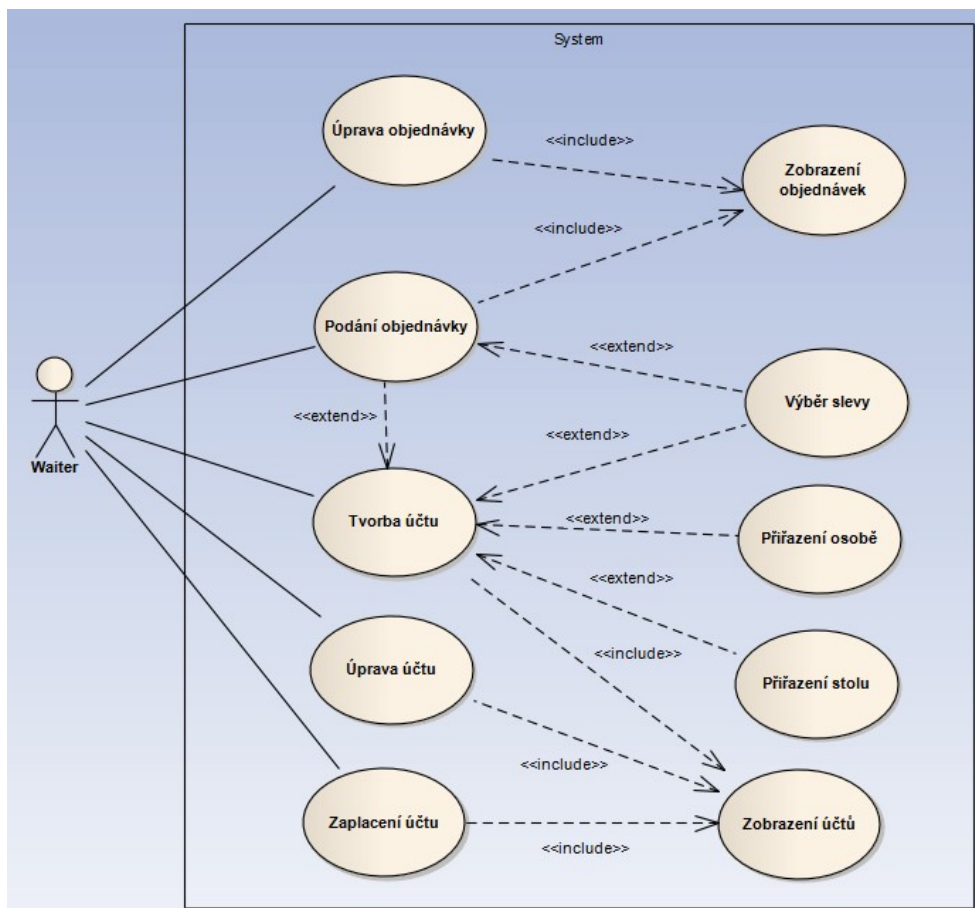 System
Úprava objednávky
<<include>>
Zobrazení
objednávek
<<include>>
Podání objednávky
<<extend>>
Výběr slevy
<<extend>>
<<extend>>
Waiter
Tvorba účtu
<<extend>>
Přiřazení osobě
<<extend>>
<<include>>
Úprava účtu
Přiřazení stolu
<<include>>
Zaplacení účtu
Zobrazení účtů
<<include>>